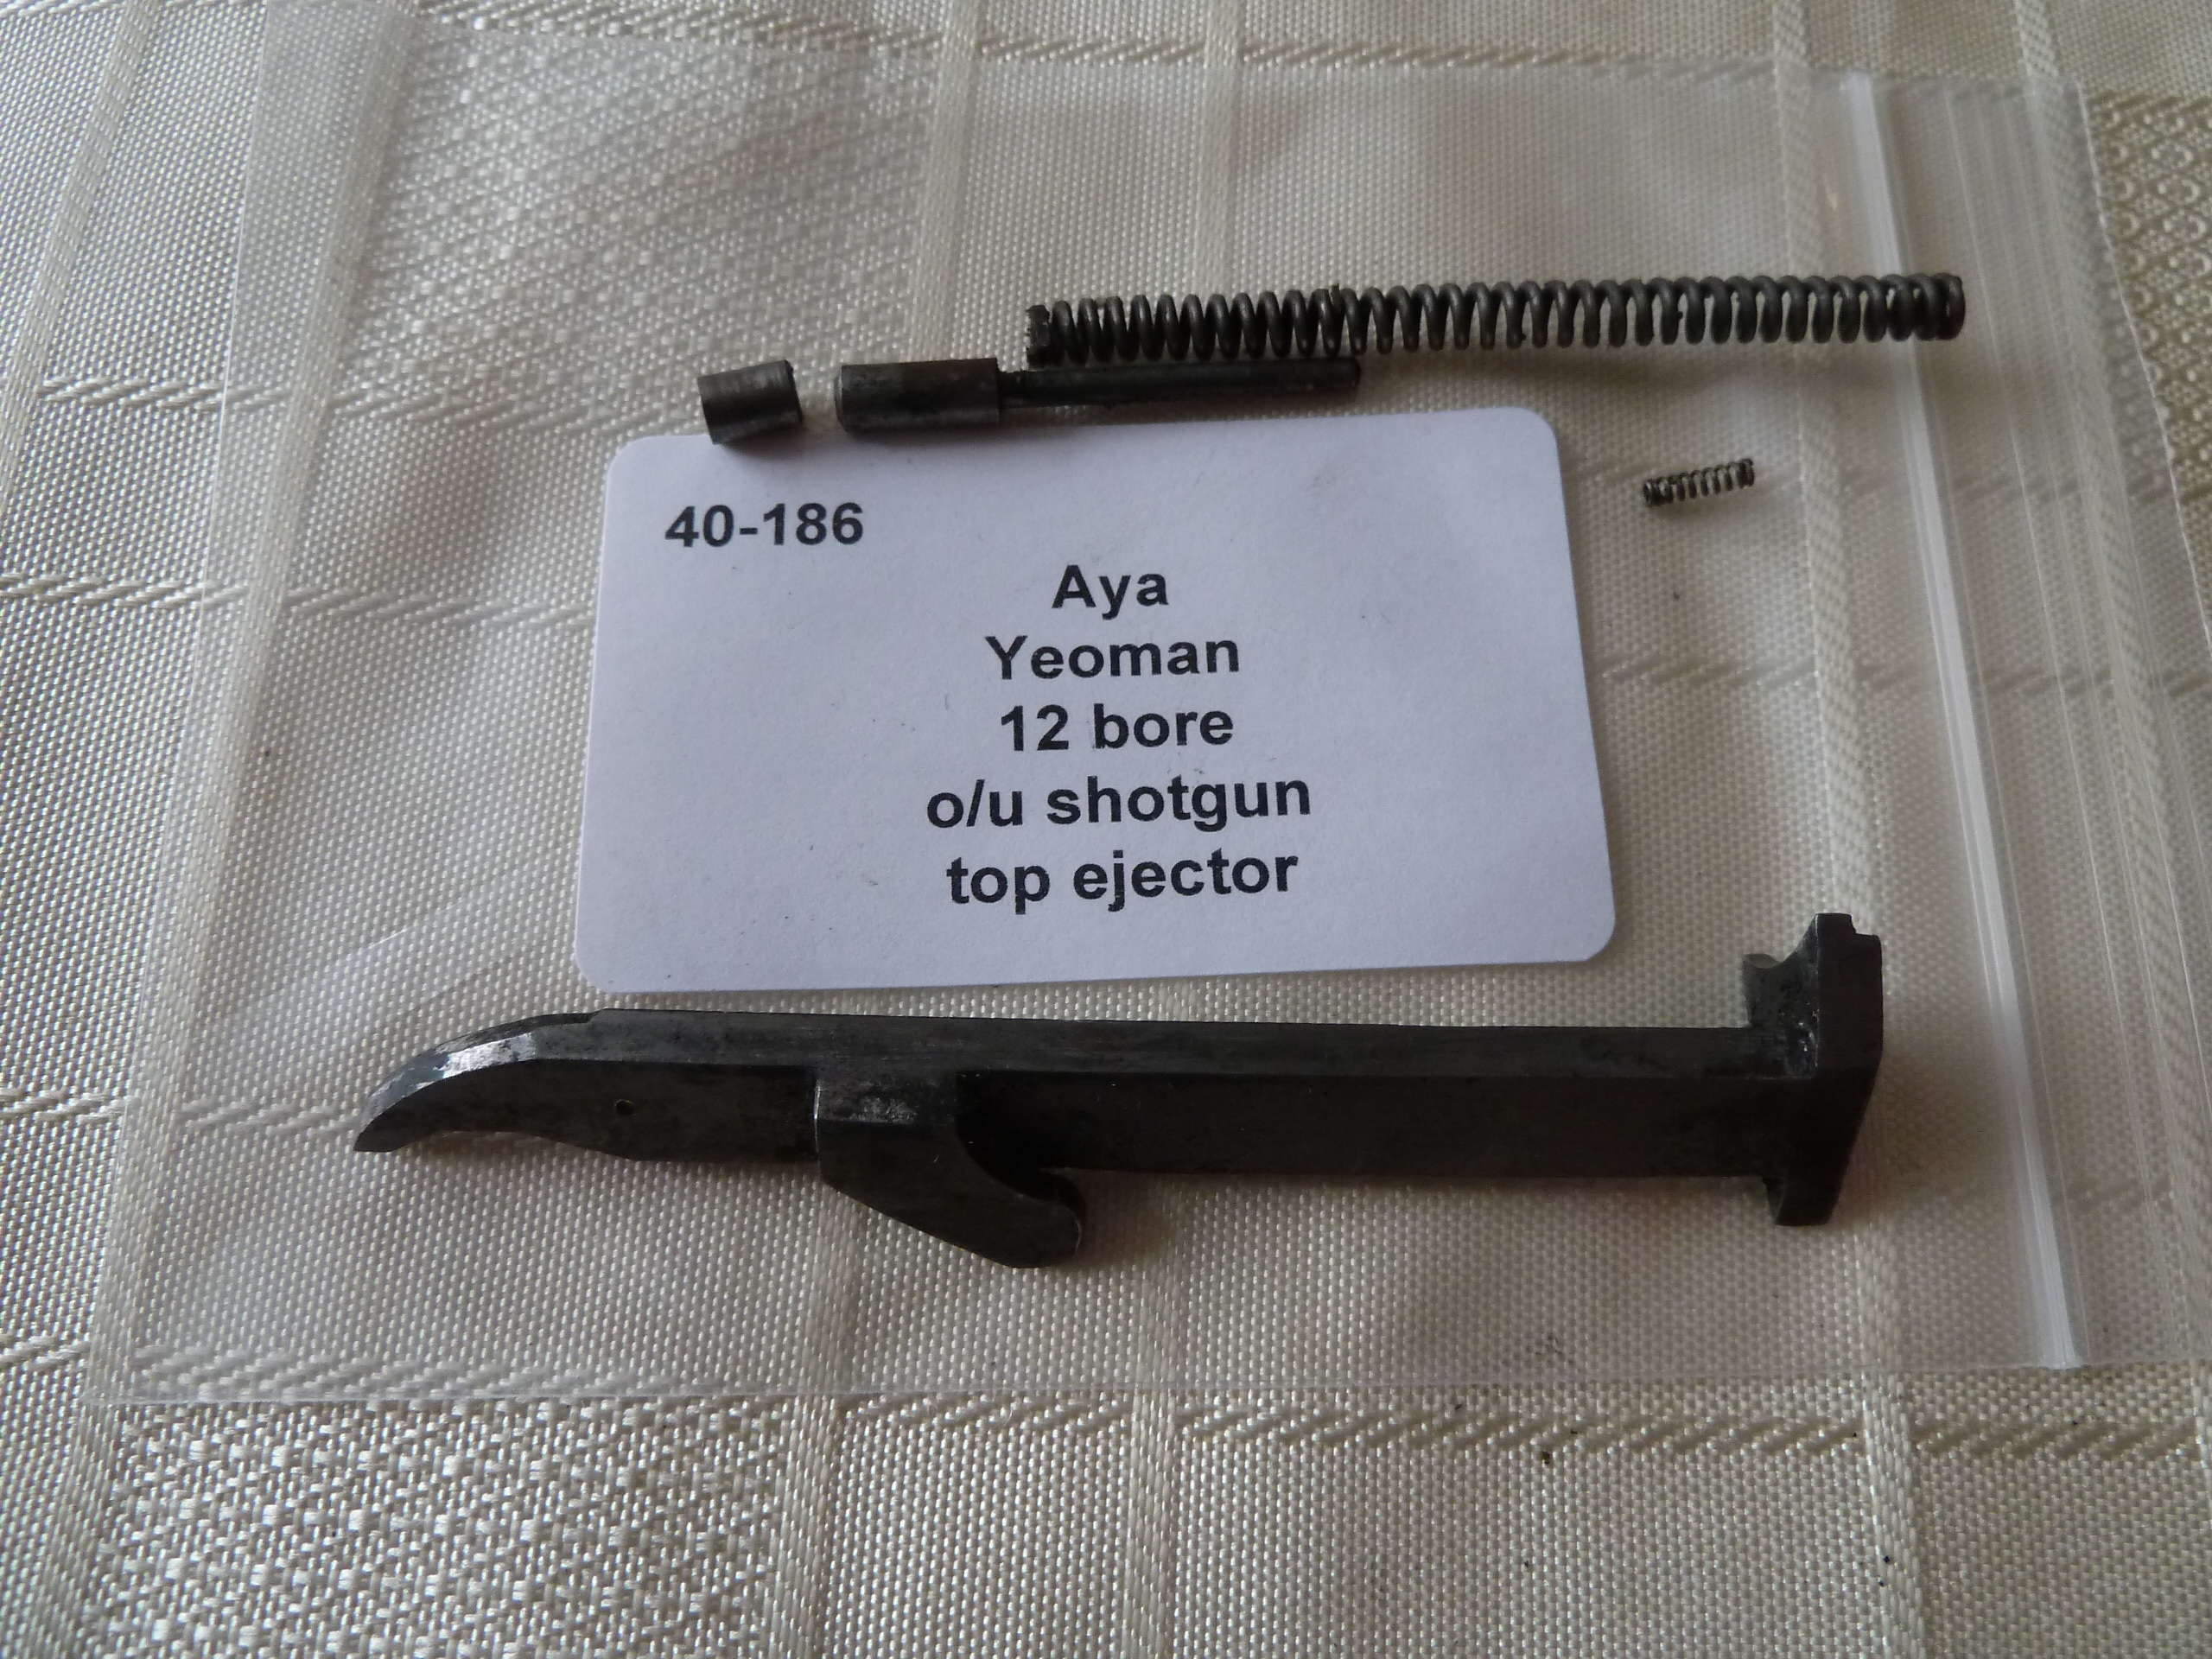 40-186
Aya
Yeoman
12 bore
o/u shotgun
top ejector